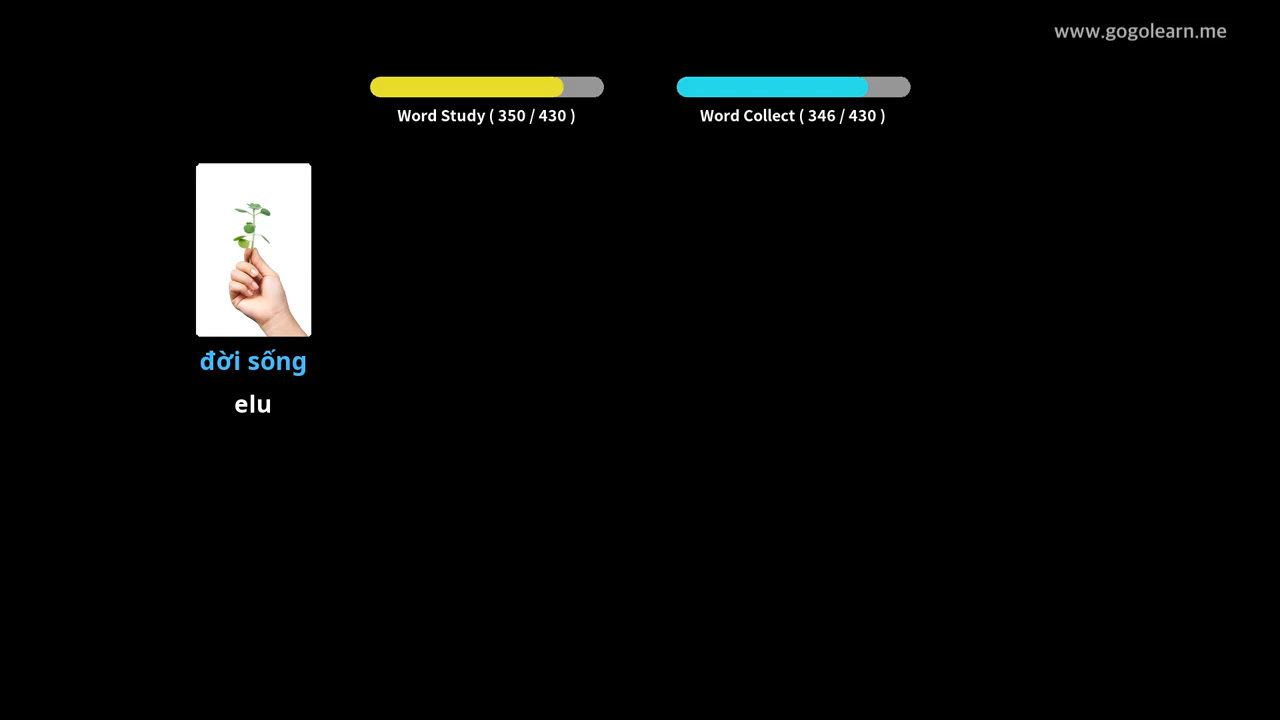 www.gogolearn.me
Word Study ( 350 / 430 )
Word Collect ( 346 / 430 )
đời sống
elu